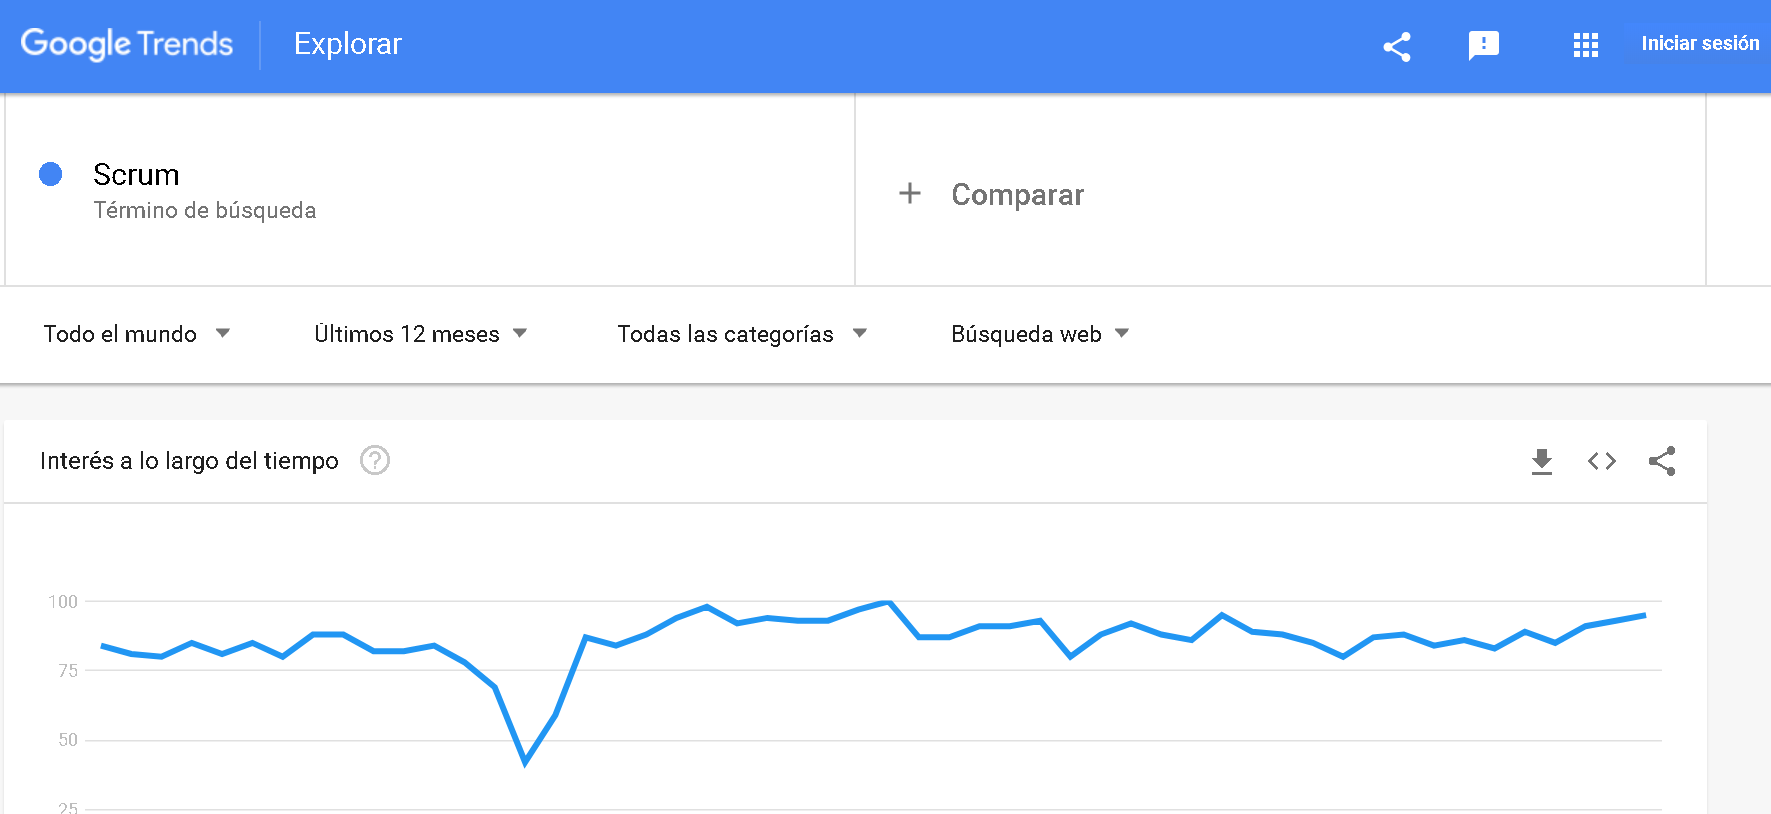 Google Trends Explorar Iniciar sesión
Scrum
Término de búsqueda
+ Comparar
Todo el mundo Últimos 12 meses Todas las categorías Búsqueda web
Interés a lo largo del tiempo ?
100
75
50
25